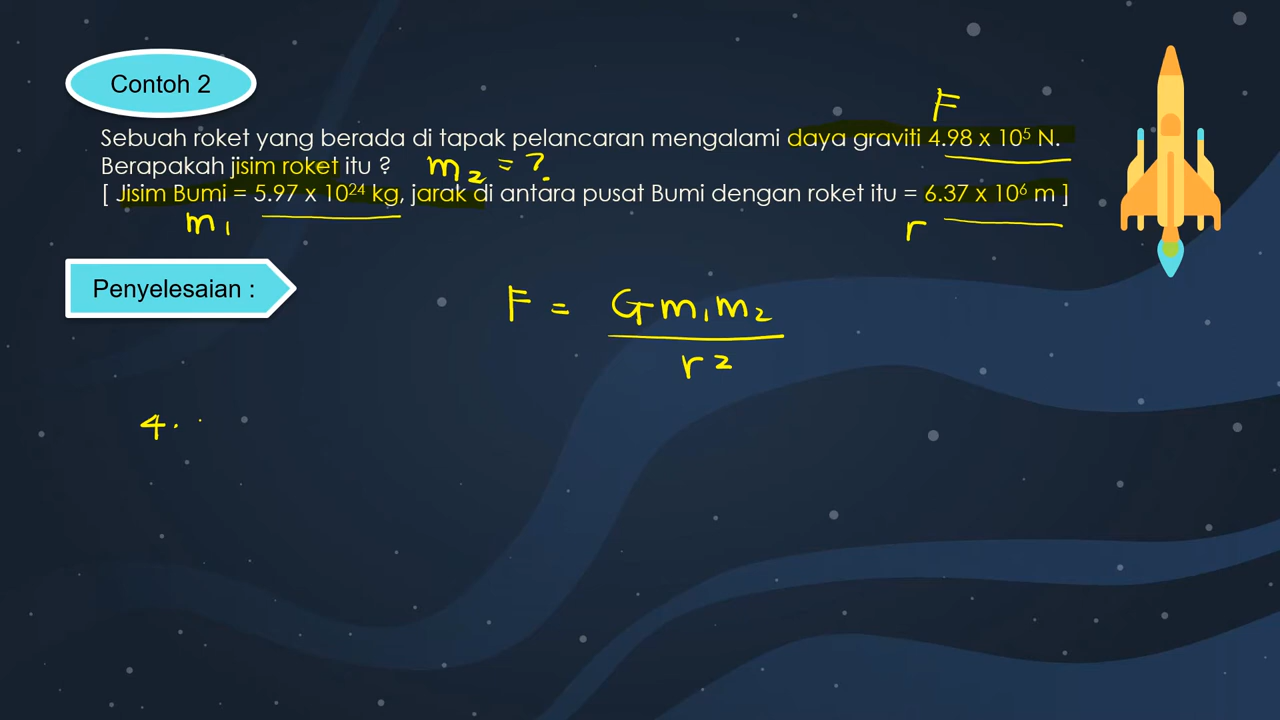 Contoh 2
F
Sebuah roket yang berada di tapak pelancaran mengalami daya graviti 4.98 x 10⁵ N.
Berapakah jisim roket itu ? m₂ = ?
[ Jisim Bumi = 5.97 x 10²⁴ kg, jarak di antara pusat Bumi dengan roket itu = 6.37 x 10⁶ m ]
m₁ r
Penyelesaian :
F = Gm₁m₂
r²
4.